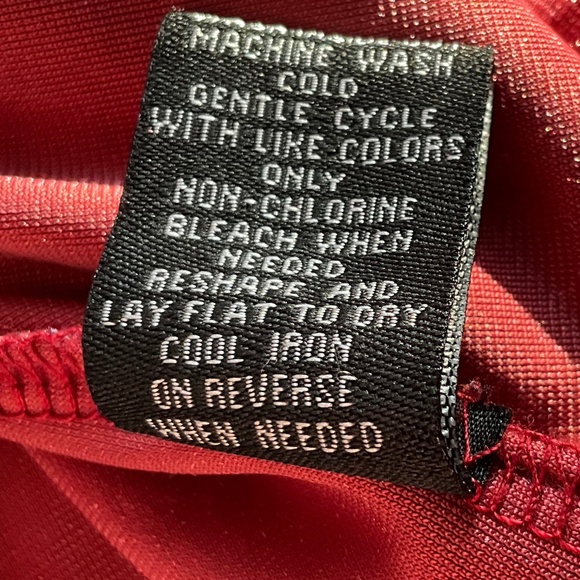 MACHINE WASH
COLD
GENTLE CYCLE
WITH LIKE COLORS
ONLY
NON-CHLORINE
BLEACH WHEN
NEEDED
RESHAPE AND
LAY FLAT TO DRY
COOL IRON
ON REVERSE
WHEN NEEDED